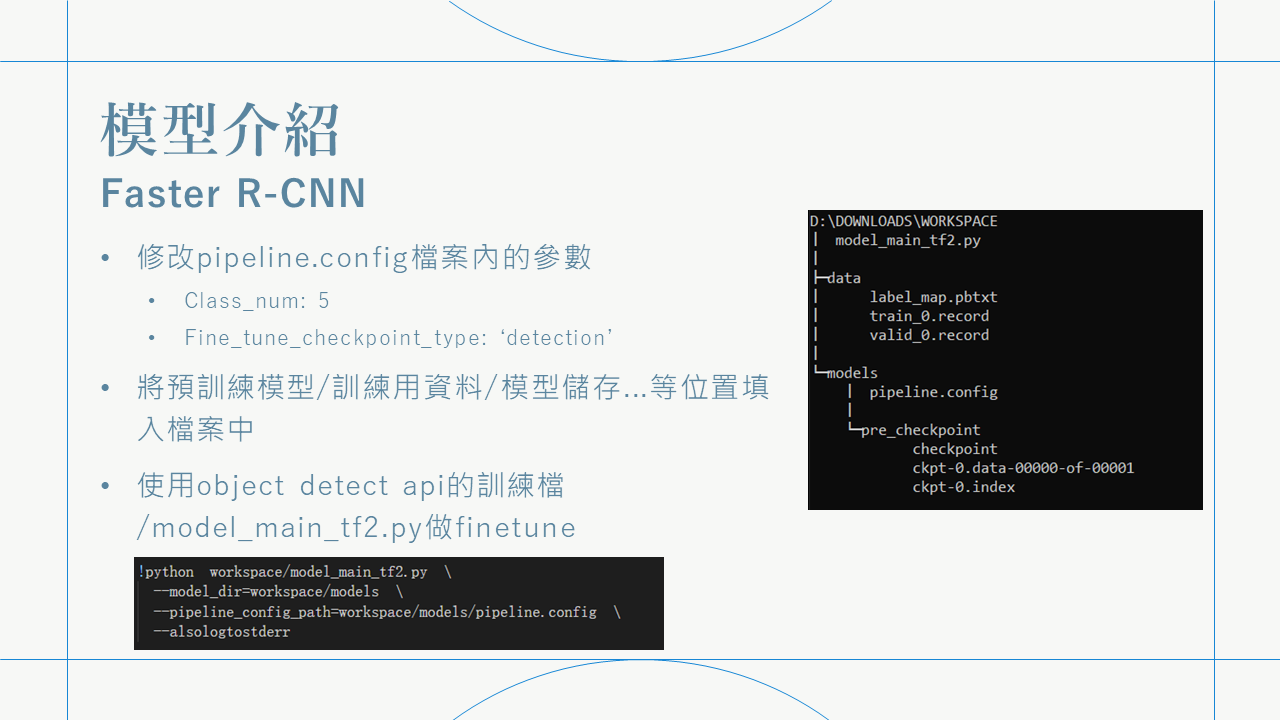 模型介紹
Faster R-CNN
• 修改pipeline.config檔案內的參數
• Class_num: 5
• Fine_tune_checkpoint_type: ‘detection’
• 將預訓練模型/訓練用資料/模型儲存...等位置填
入檔案中
• 使用object detect api的訓練檔
/model_main_tf2.py做finetune
!python workspace/model_main_tf2.py \
--model_dir=workspace/models \
--pipeline_config_path=workspace/models/pipeline.config \
--alsologtostderr
D:\DOWNLOADS\WORKSPACE
model_main_tf2.py
data
label_map.pbtxt
train_0.record
valid_0.record
models
pipeline.config
pre_checkpoint
checkpoint
ckpt-0.data-00000-of-00001
ckpt-0.index